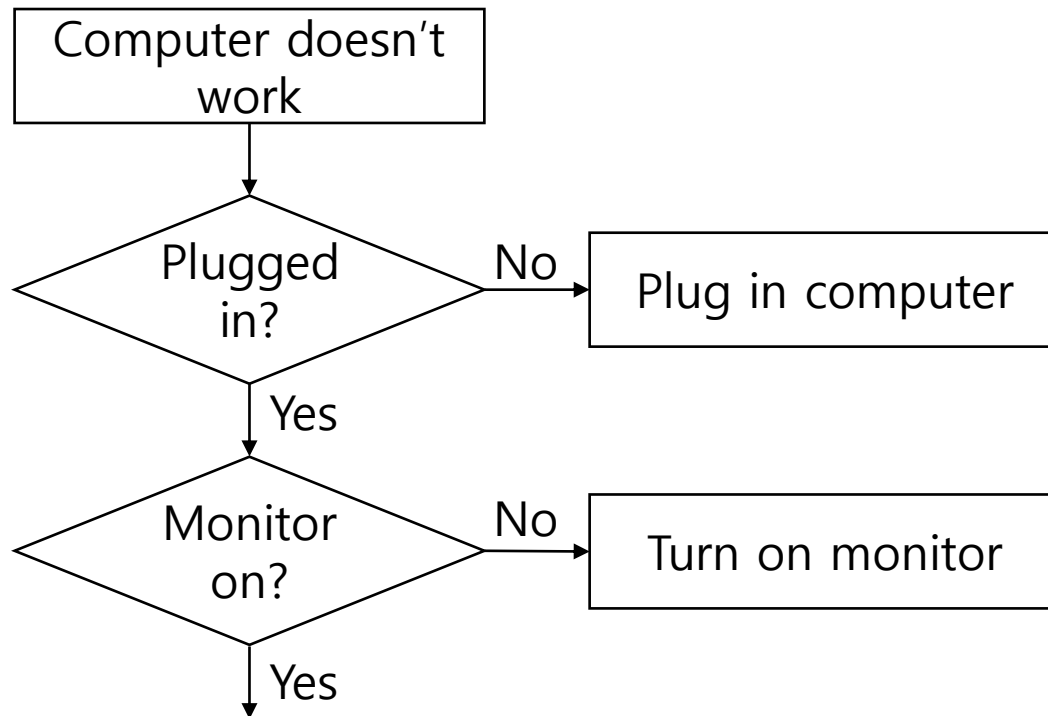 Computer doesn’t
work
Plugged
in?
No
Plug in computer
Yes
Monitor
on?
No
Turn on monitor
Yes